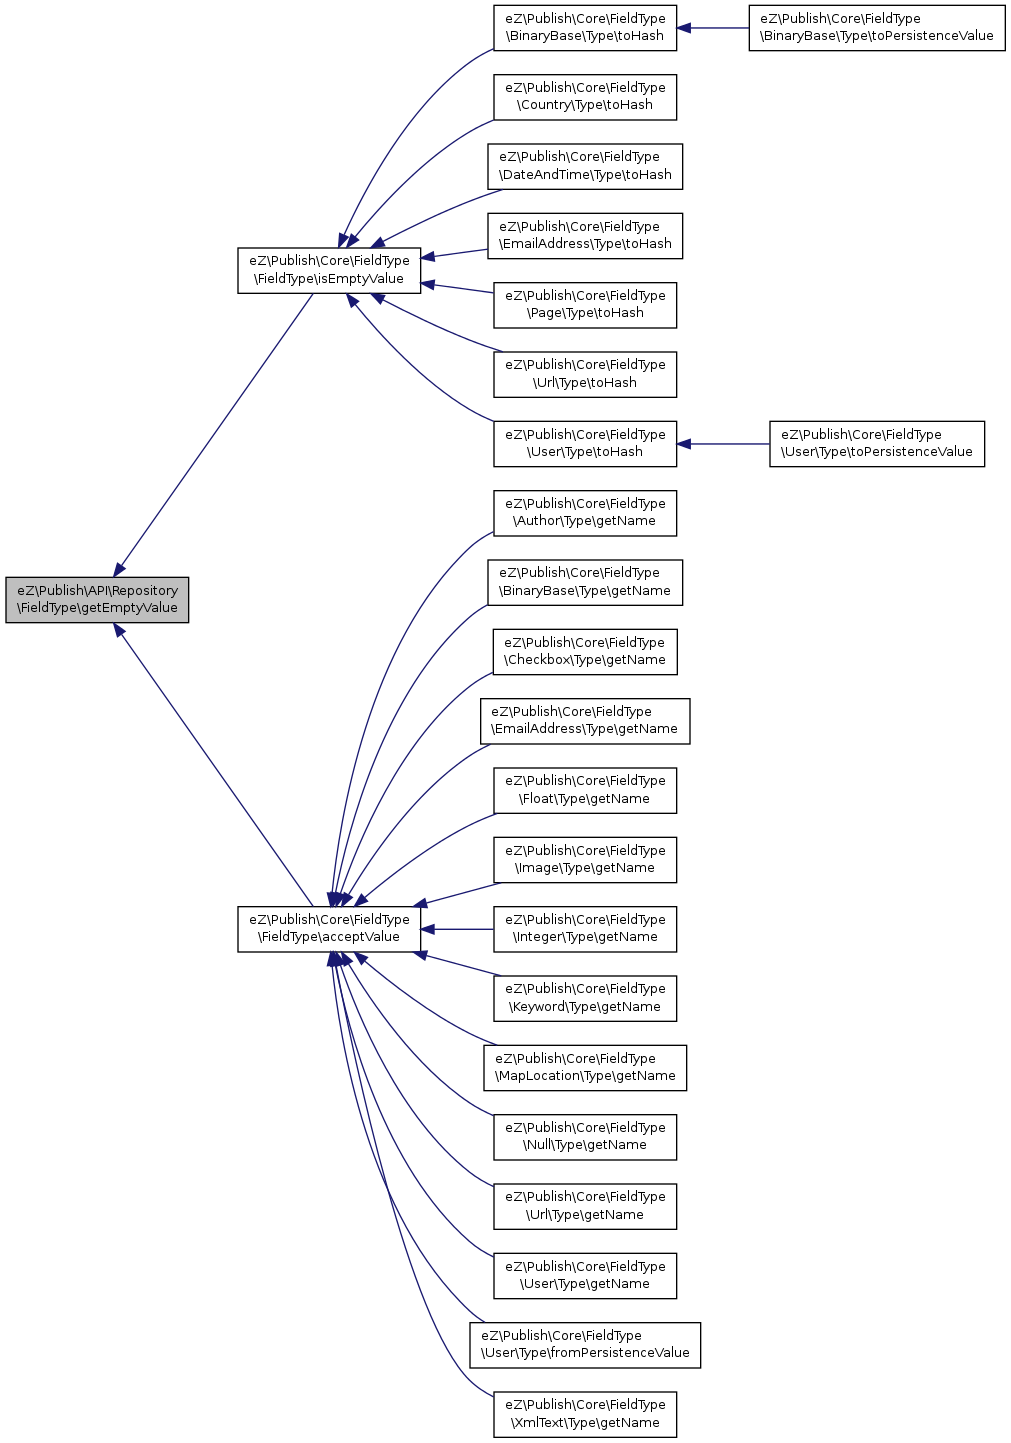 eZ\Publish\Core\FieldType
\BinaryBase\Type\toHash
eZ\Publish\Core\FieldType
\BinaryBase\Type\toPersistenceValue
eZ\Publish\Core\FieldType
\Country\Type\toHash
eZ\Publish\Core\FieldType
\DateAndTime\Type\toHash
eZ\Publish\Core\FieldType
\EmailAddress\Type\toHash
eZ\Publish\Core\FieldType
\FieldType\isEmptyValue
eZ\Publish\Core\FieldType
\Page\Type\toHash
eZ\Publish\Core\FieldType
\Url\Type\toHash
eZ\Publish\Core\FieldType
\User\Type\toHash
eZ\Publish\Core\FieldType
\User\Type\toPersistenceValue
eZ\Publish\Core\FieldType
\Author\Type\getName
eZ\Publish\API\Repository
\FieldType\getEmptyValue
eZ\Publish\Core\FieldType
\BinaryBase\Type\getName
eZ\Publish\Core\FieldType
\Checkbox\Type\getName
eZ\Publish\Core\FieldType
\EmailAddress\Type\getName
eZ\Publish\Core\FieldType
\Float\Type\getName
eZ\Publish\Core\FieldType
\Image\Type\getName
eZ\Publish\Core\FieldType
\FieldType\acceptValue
eZ\Publish\Core\FieldType
\Integer\Type\getName
eZ\Publish\Core\FieldType
\Keyword\Type\getName
eZ\Publish\Core\FieldType
\MapLocation\Type\getName
eZ\Publish\Core\FieldType
\Null\Type\getName
eZ\Publish\Core\FieldType
\Url\Type\getName
eZ\Publish\Core\FieldType
\User\Type\getName
eZ\Publish\Core\FieldType
\User\Type\fromPersistenceValue
eZ\Publish\Core\FieldType
\XmlText\Type\getName